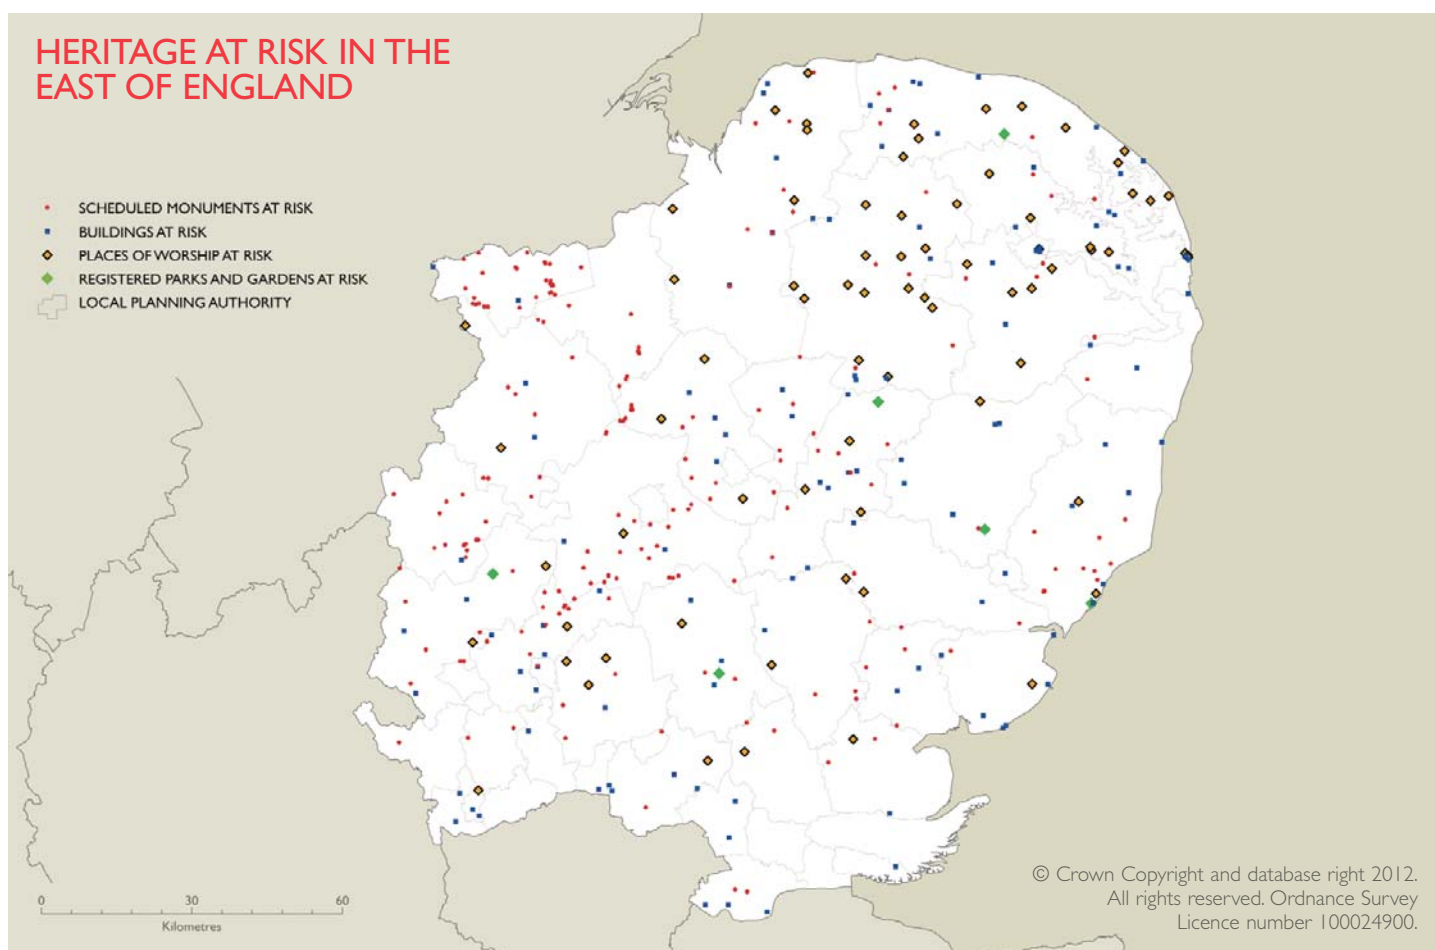 HERITAGE AT RISK IN THE
EAST OF ENGLAND
SCHEDULED MONUMENTS AT RISK
BUILDINGS AT RISK
PLACES OF WORSHIP AT RISK
REGISTERED PARKS AND GARDENS AT RISK
LOCAL PLANNING AUTHORITY
0 30 60
Kilometres
© Crown Copyright and database right 2012.
All rights reserved. Ordnance Survey
Licence number 100024900.